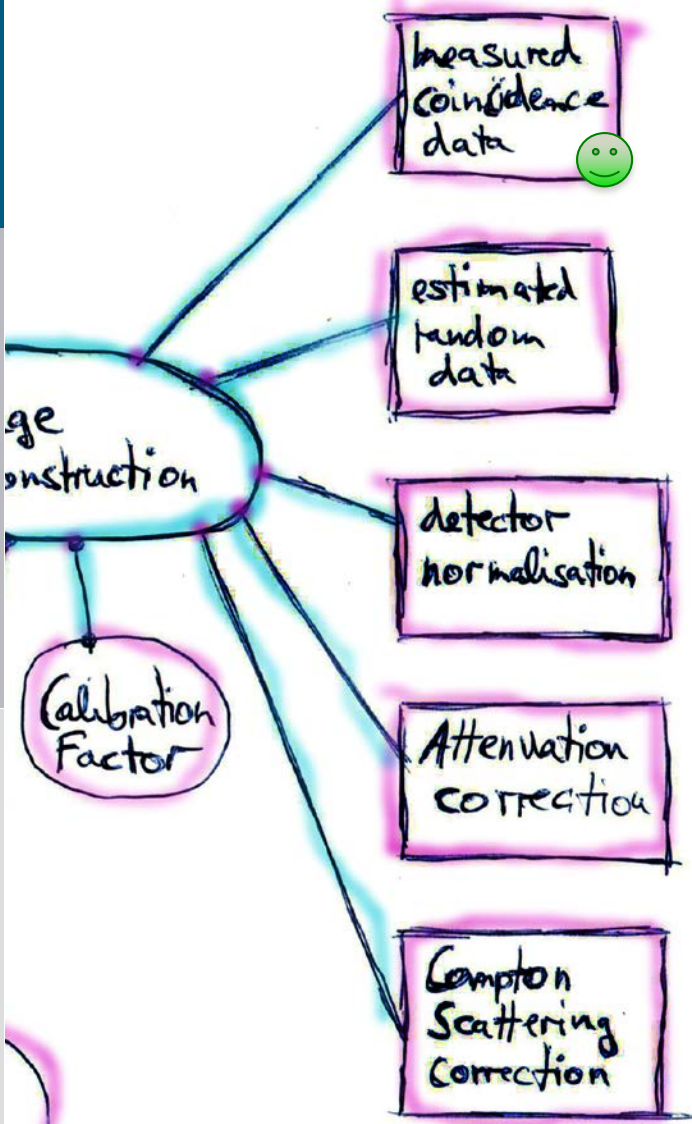 measured
coincidence
data
estimated
random
data
ge
onstruction
detector
normalisation
Calibration
Factor
Attenuation
correction
Compton
Scattering
correction